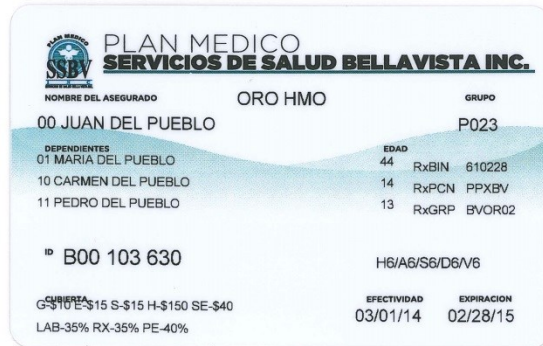 PLAN MEDICO
SSBV
PLAN MEDICO
SERVICIOS DE SALUD BELLAVISTA INC.
NOMBRE DEL ASEGURADO ORO HMO GRUPO
00 JUAN DEL PUEBLO P023
DEPENDIENTES EDAD
01 MARIA DEL PUEBLO 44 RxBIN 610228
10 CARMEN DEL PUEBLO 14 RxPCN PPXBV
11 PEDRO DEL PUEBLO 13 RxGRP BVOR02
ID B00 103 630 H6/A6/S6/D6/V6
CUBIERTA EFECTIVIDAD EXPIRACION
G-$10 E-$15 S-$15 H-$150 SE-$40 03/01/14 02/28/15
LAB-35% RX-35% PE-40%